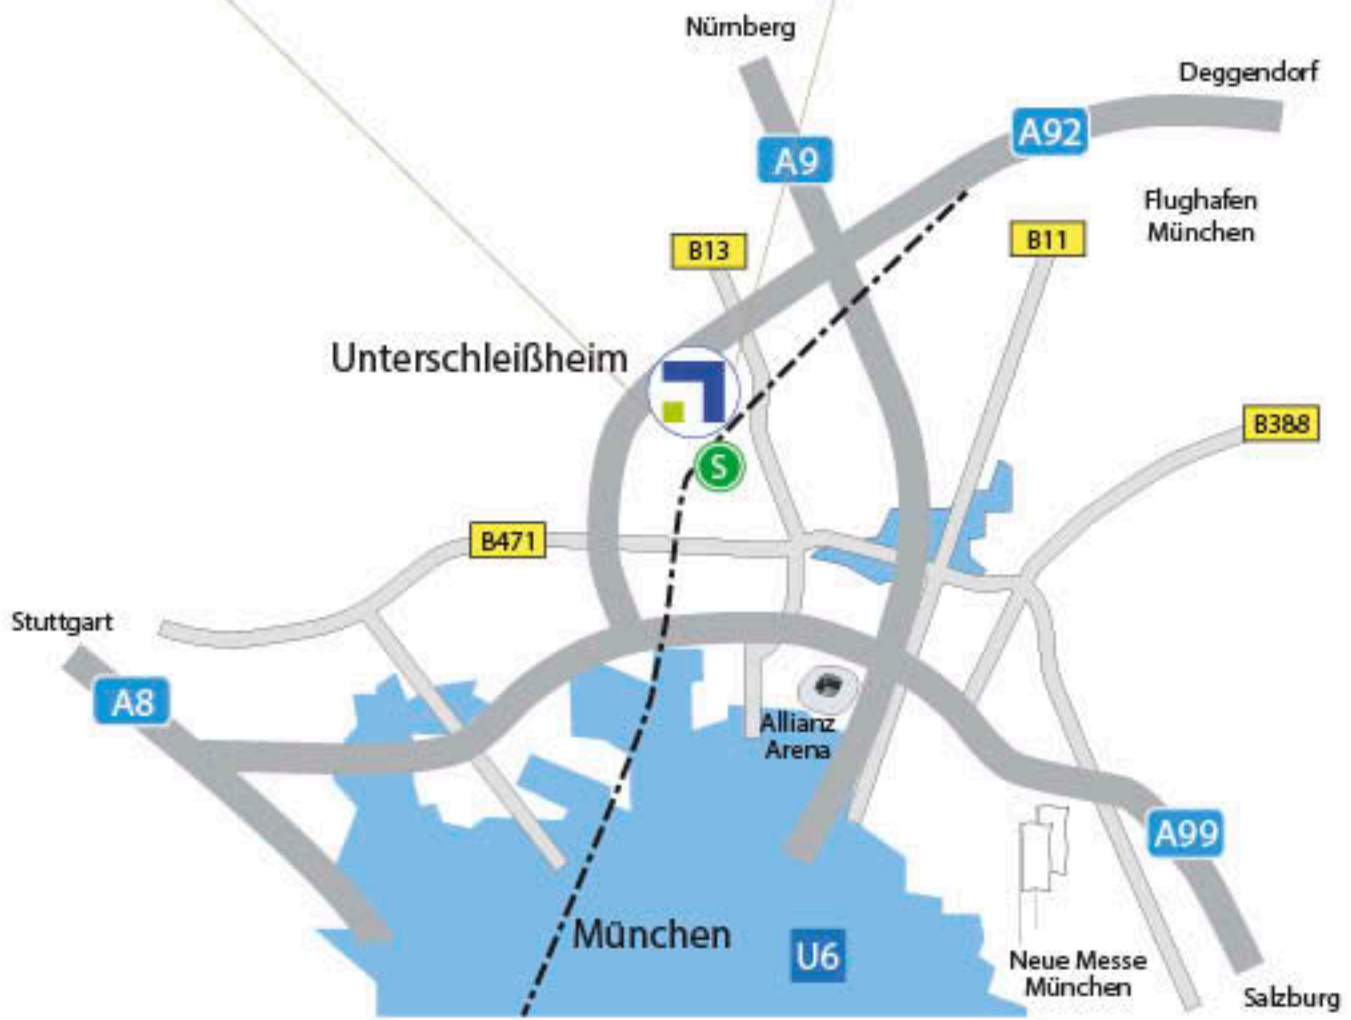 Nürnberg
Deggendorf
A92
A9
Flughafen
München
B13
B11
Unterschleißheim
B388
S
B471
Stuttgart
A8
Allianz
Arena
A99
München
U6
Neue Messe
München
Salzburg